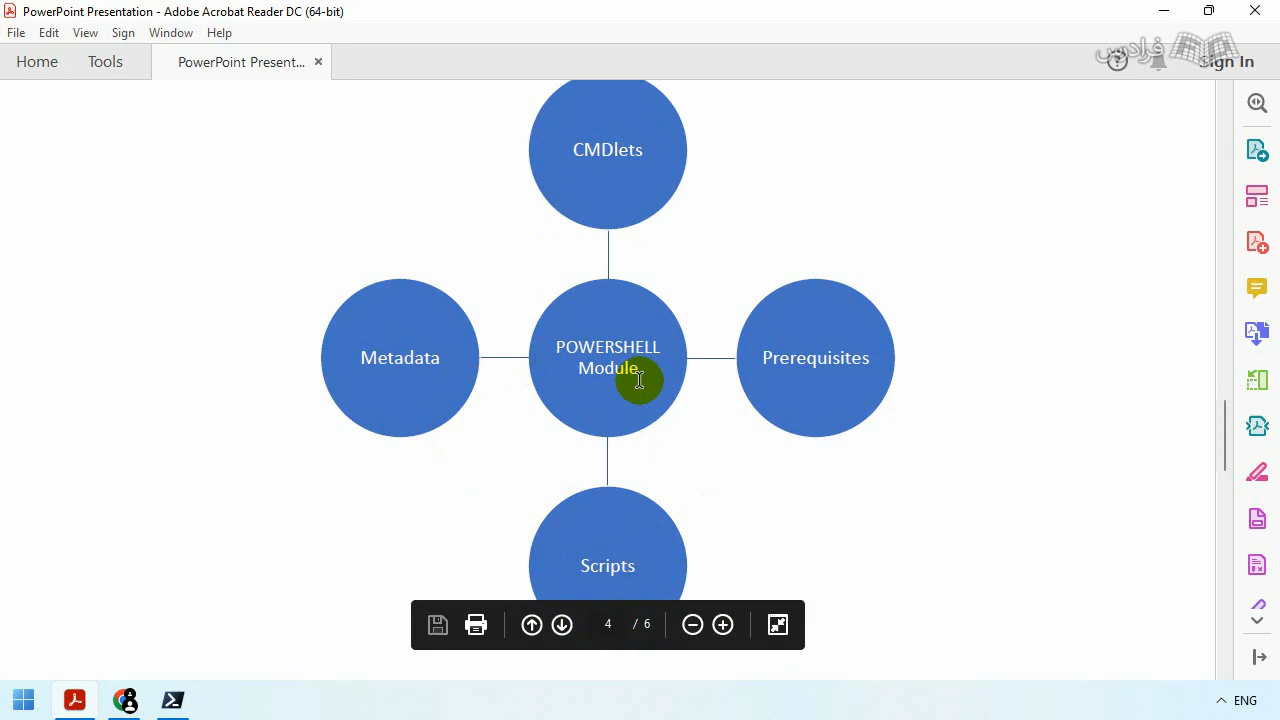 PowerPoint Presentation - Adobe Acrobat Reader DC (64-bit)
File Edit View Sign Window Help
فرادرس
Home Tools PowerPoint Present... × Sign In
CMDlets
Metadata
POWERSHELL
Module
Prerequisites
Scripts
4 / 6
ENG